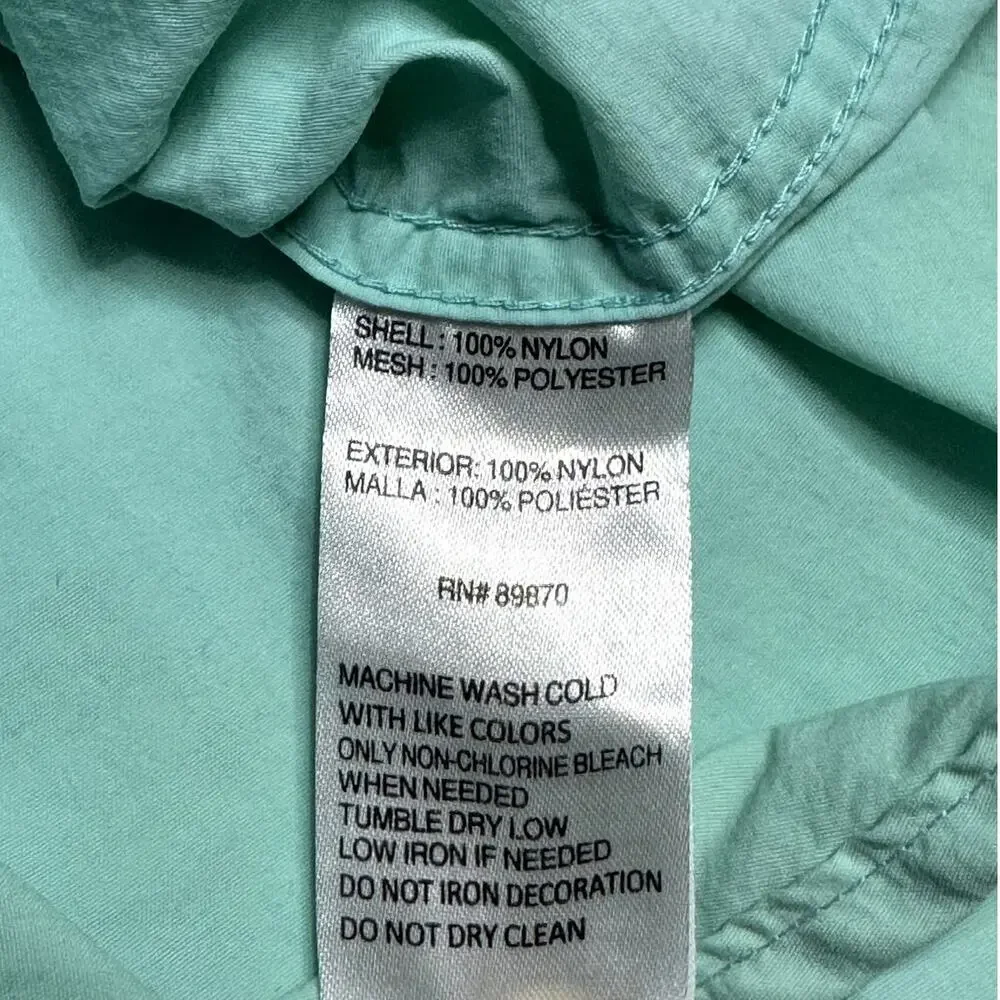 SHELL : 100% NYLON
MESH : 100% POLYESTER
EXTERIOR: 100% NYLON
MALLA : 100% POLIÉSTER
RN# 89870
MACHINE WASH COLD
WITH LIKE COLORS
ONLY NON-CHLORINE BLEACH
WHEN NEEDED
TUMBLE DRY LOW
LOW IRON IF NEEDED
DO NOT IRON DECORATION
DO NOT DRY CLEAN